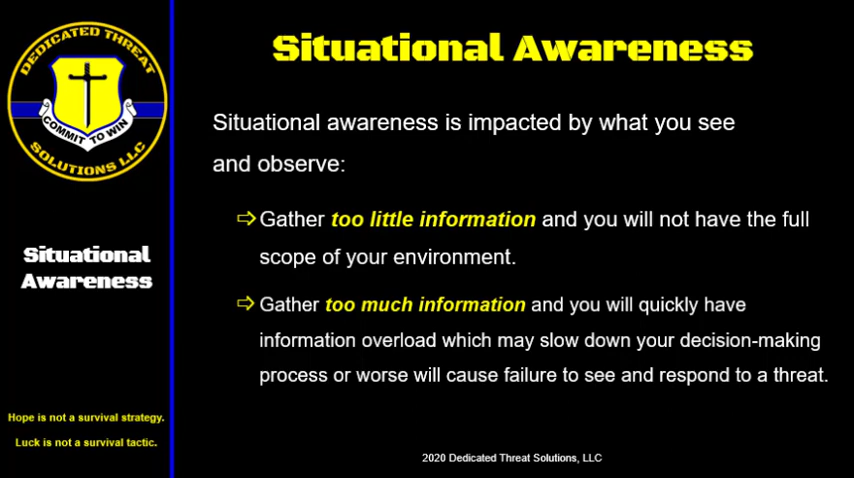 DEDICATED THREAT
COMMIT TO WIN
SOLUTIONS LLC
Situational
Awareness
Hope is not a survival strategy.
Luck is not a survival tactic.
Situational Awareness
Situational awareness is impacted by what you see
and observe:
⇨Gather too little information and you will not have the full
scope of your environment.
⇨Gather too much information and you will quickly have
information overload which may slow down your decision-making
process or worse will cause failure to see and respond to a threat.
2020 Dedicated Threat Solutions, LLC